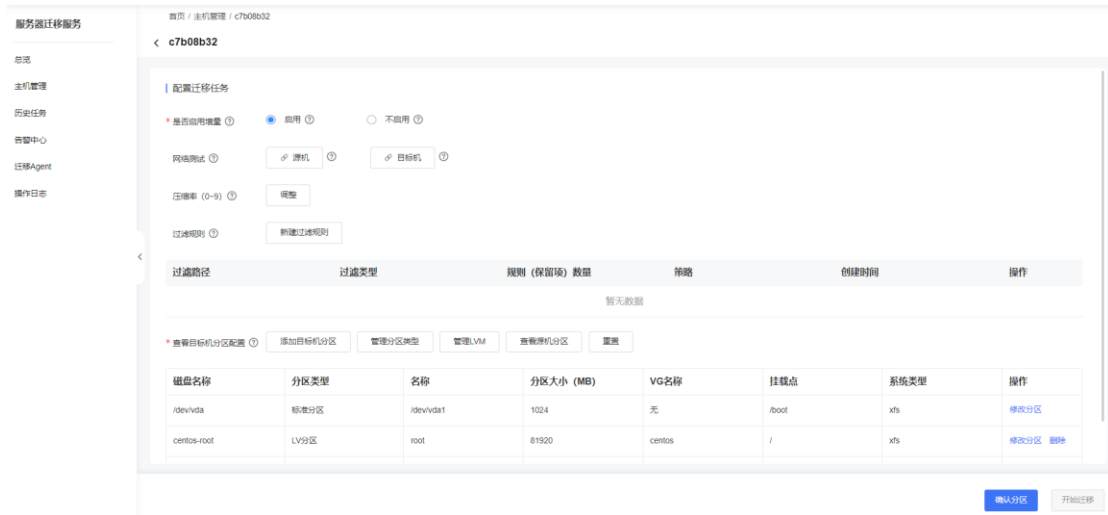 服务器迁移服务
总览
主机管理
历史任务
告警中心
迁移Agent
操作日志
首页 / 主机管理 / c7b08b32
c7b08b32
配置迁移任务
* 是否启用增量 启用 不启用
网络测试 源机 目标机
压缩率（0~9） 调整
过滤规则 新建过滤规则
过滤路径 过滤类型 规则（保留项）数量 策略 创建时间 操作
暂无数据
* 查看目标机分区配置 添加目标机分区 管理分区类型 管理LVM 查看源机分区 重置
磁盘名称 分区类型 名称 分区大小（MB） VG名称 挂载点 系统类型 操作
/dev/vda 标准分区 /dev/vda1 1024 无 /boot xfs 修改分区
centos-root LV分区 root 81920 centos / xfs 修改分区 删除
确认分区 开始迁移